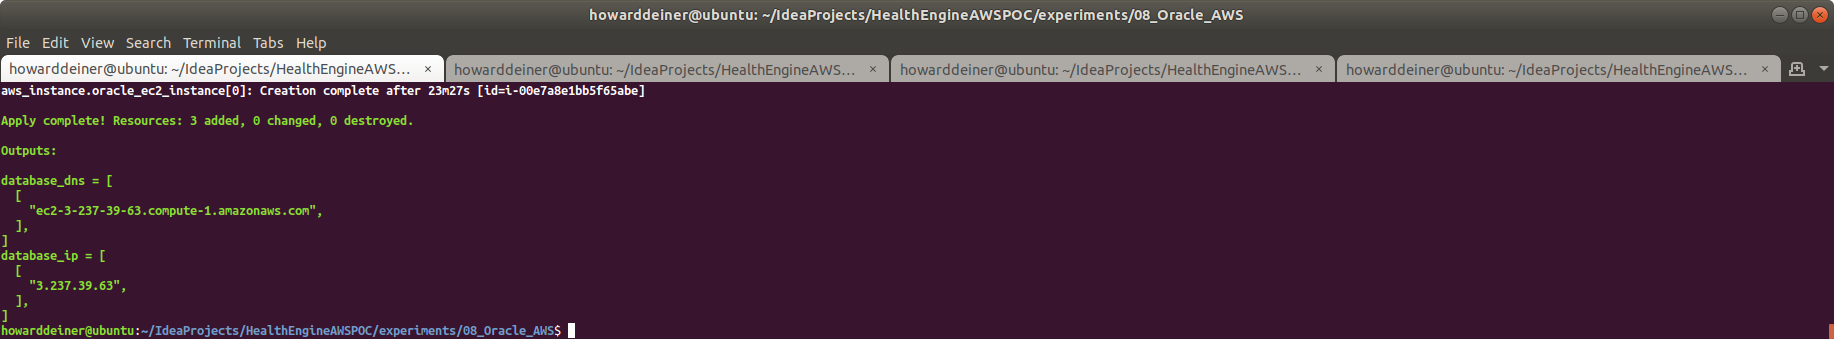 howarddeiner@ubuntu: ~/IdeaProjects/HealthEngineAWSPOC/experiments/08_Oracle_AWS
File Edit View Search Terminal Tabs Help
howarddeiner@ubuntu: ~/IdeaProjects/HealthEngineAWS... × howarddeiner@ubuntu: ~/IdeaProjects/HealthEngineAWS... × howarddeiner@ubuntu: ~/IdeaProjects/HealthEngineAWS... × howarddeiner@ubuntu: ~/IdeaProjects/HealthEngineAWS... ×
aws_instance.oracle_ec2_instance[0]: Creation complete after 23m27s [id=i-00e7a8e1bb5f65abe]
Apply complete! Resources: 3 added, 0 changed, 0 destroyed.
Outputs:
database_dns = [
  [
    "ec2-3-237-39-63.compute-1.amazonaws.com",
  ],
]
database_ip = [
  [
    "3.237.39.63",
  ],
]
howarddeiner@ubuntu:~/IdeaProjects/HealthEngineAWSPOC/experiments/08_Oracle_AWS$